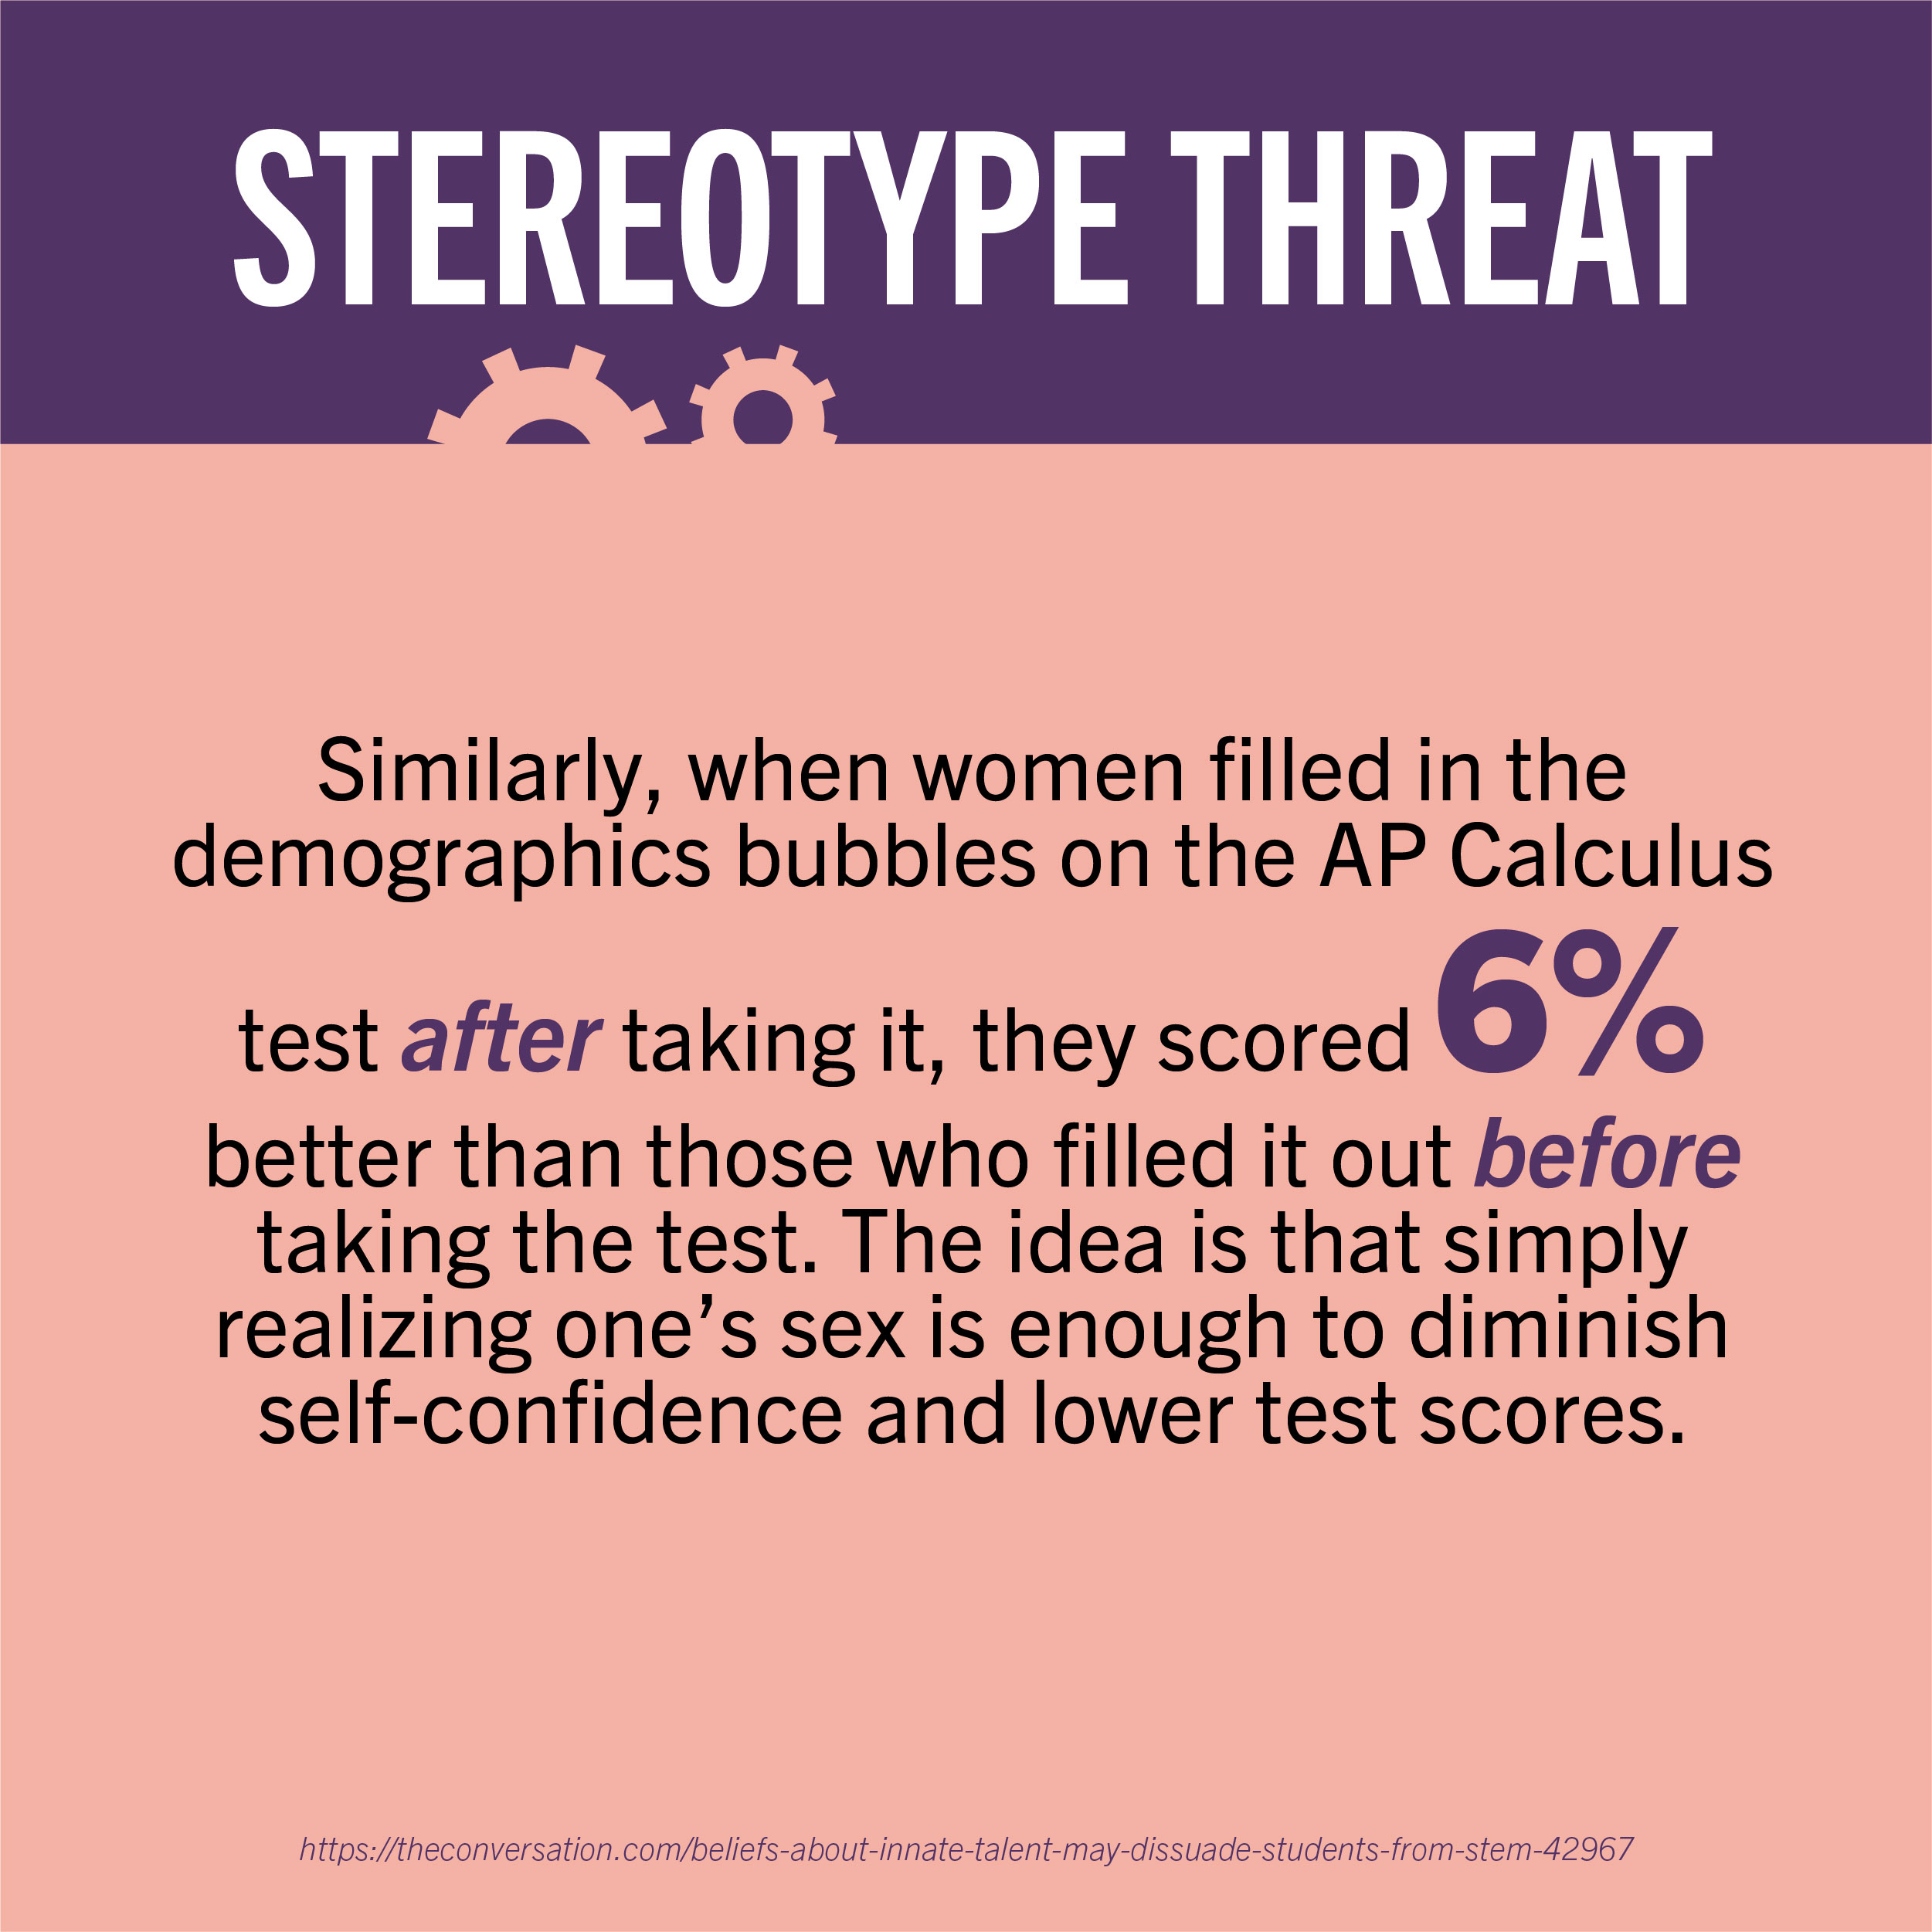 STEREOTYPE THREAT
Similarly, when women filled in the
demographics bubbles on the AP Calculus
test after taking it, they scored 6%
better than those who filled it out before
taking the test. The idea is that simply
realizing one’s sex is enough to diminish
self-confidence and lower test scores.
https://theconversation.com/beliefs-about-innate-talent-may-dissuade-students-from-stem-42967